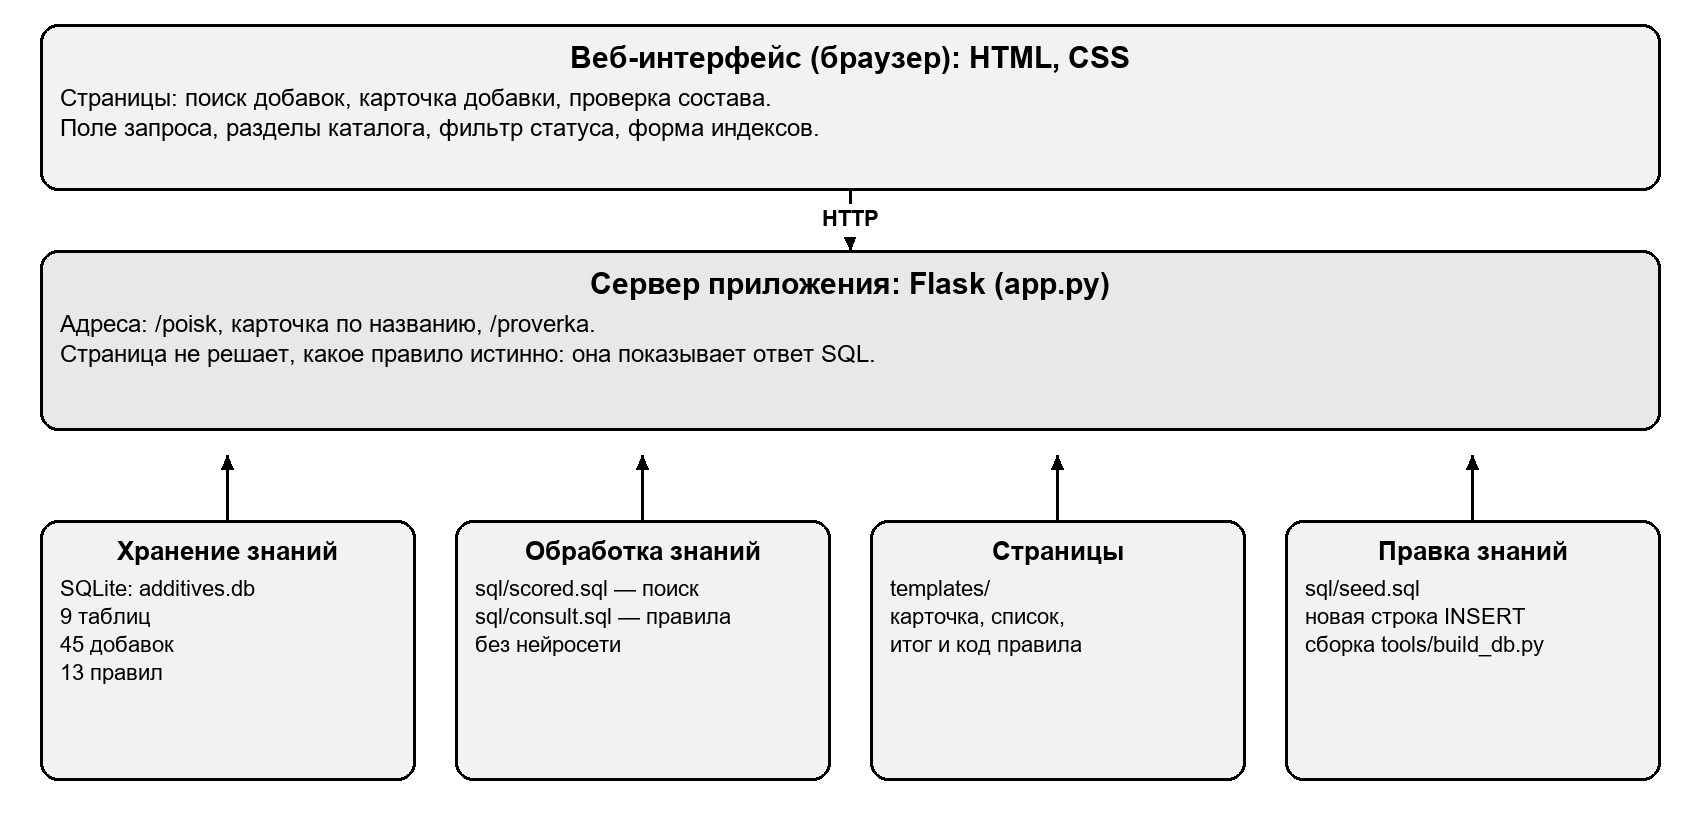 Веб-интерфейс (браузер): HTML, CSS
Страницы: поиск добавок, карточка добавки, проверка состава.
Поле запроса, разделы каталога, фильтр статуса, форма индексов.
HTTP
Сервер приложения: Flask (app.py)
Адреса: /poisk, карточка по названию, /proverka.
Страница не решает, какое правило истинно: она показывает ответ SQL.
Хранение знаний
SQLite: additives.db
9 таблиц
45 добавок
13 правил
Обработка знаний
sql/scored.sql — поиск
sql/consult.sql — правила
без нейросети
Страницы
templates/
карточка, список,
итог и код правила
Правка знаний
sql/seed.sql
новая строка INSERT
сборка tools/build_db.py